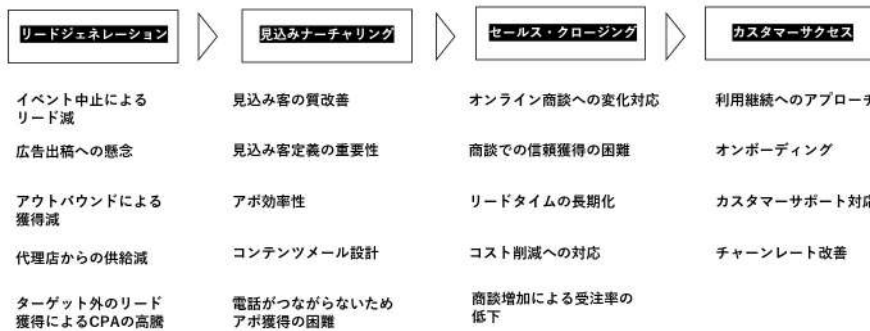 リードジェネレーション
見込みナーチャリング
セールス・クロージング
カスタマーサクセス
イベント中止による
リード減
広告出稿への懸念
アウトバウンドによる
獲得減
代理店からの供給減
ターゲット外のリード
獲得によるCPAの高騰
見込み客の質改善
見込み客定義の重要性
アポ効率性
コンテンツメール設計
電話がつながらないため
アポ獲得の困難
オンライン商談への変化対応
商談での信頼獲得の困難
リードタイムの長期化
コスト削減への対応
商談増加による受注率の
低下
利用継続へのアプローチ
オンボーディング
カスタマーサポート対応
チャーンレート改善